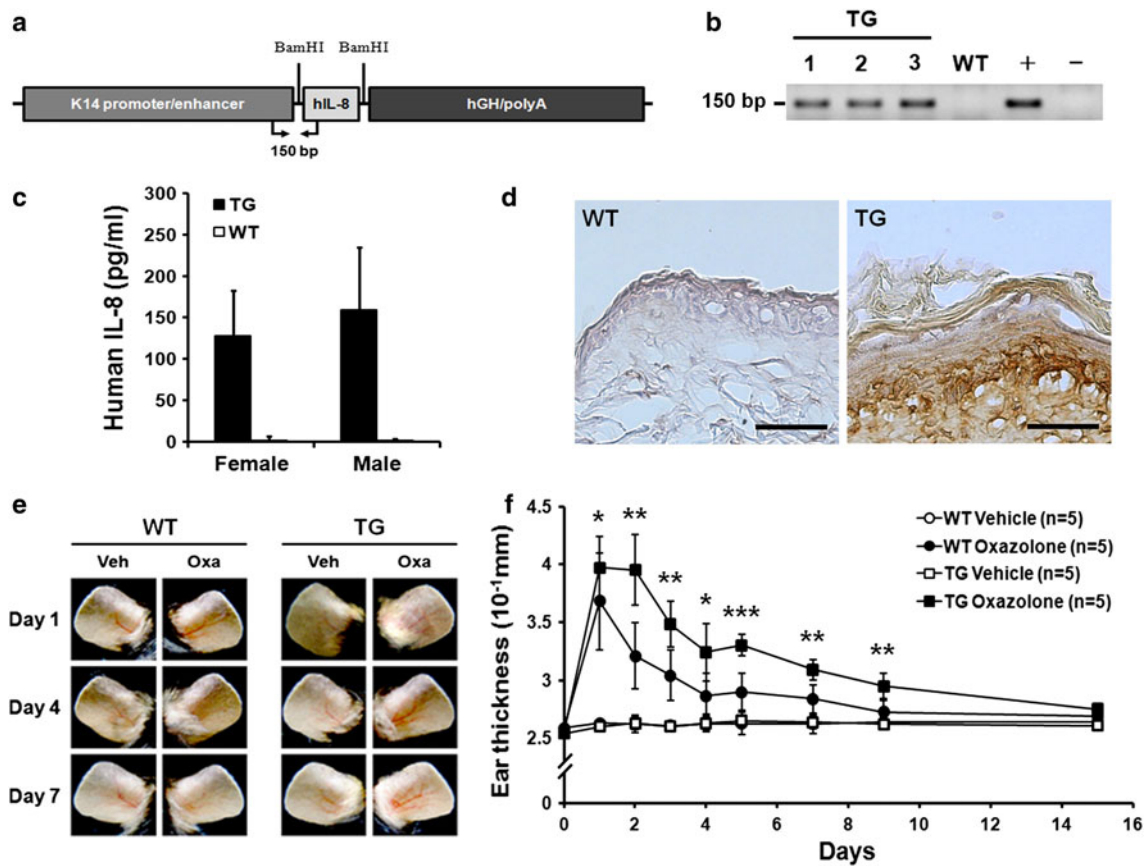 a
BamHI BamHI
K14 promoter/enhancer hIL-8 hGH/polyA
150 bp
b
TG
1 2 3 WT + −
150 bp
c
Human IL-8 (pg/ml)
300
250
200
150
100
50
0
TG
WT
Female Male
d
WT TG
e
WT TG
Veh Oxa Veh Oxa
Day 1
Day 4
Day 7
f
Ear thickness (10⁻¹mm)
4.5
4
3.5
3
2.5
0
* ** ** * *** ** **
WT Vehicle (n=5)
WT Oxazolone (n=5)
TG Vehicle (n=5)
TG Oxazolone (n=5)
0 2 4 6 8 10 12 14 16
Days